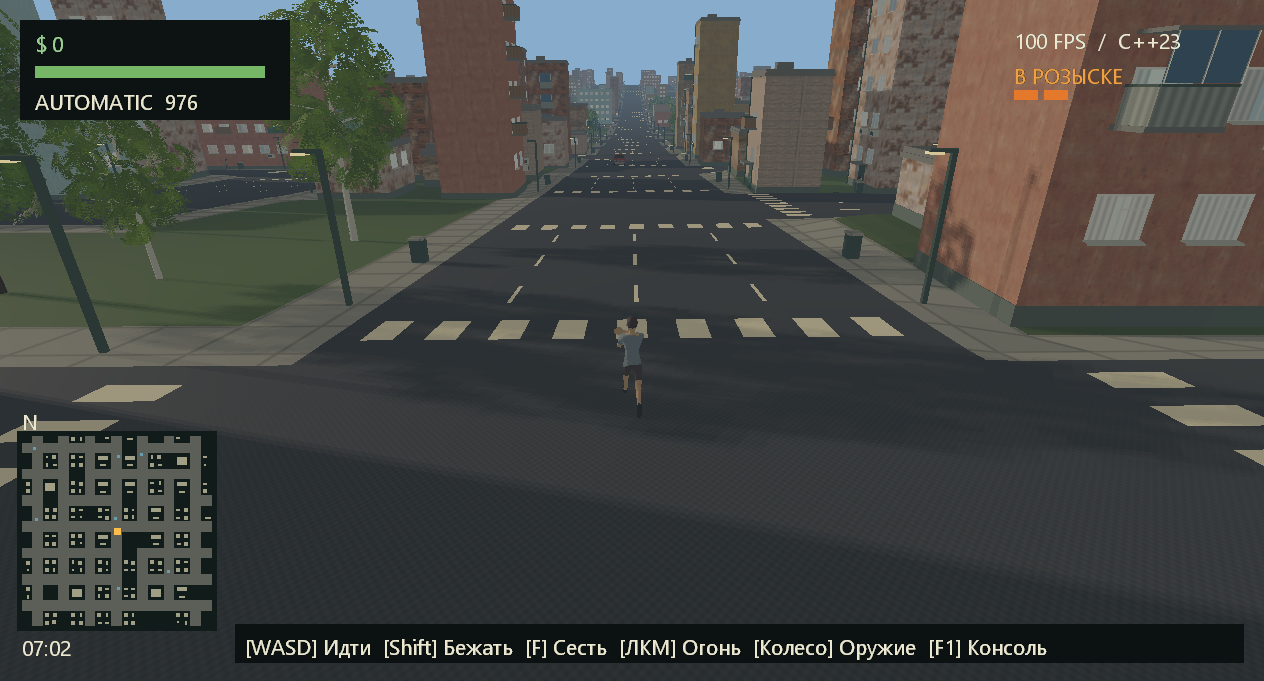 $ 0
100 FPS / C++23
В РОЗЫСКЕ
AUTOMATIC 976
N
07:02
[WASD] Идти [Shift] Бежать [F] Сесть [ЛКМ] Огонь [Колесо] Оружие [F1] Консоль